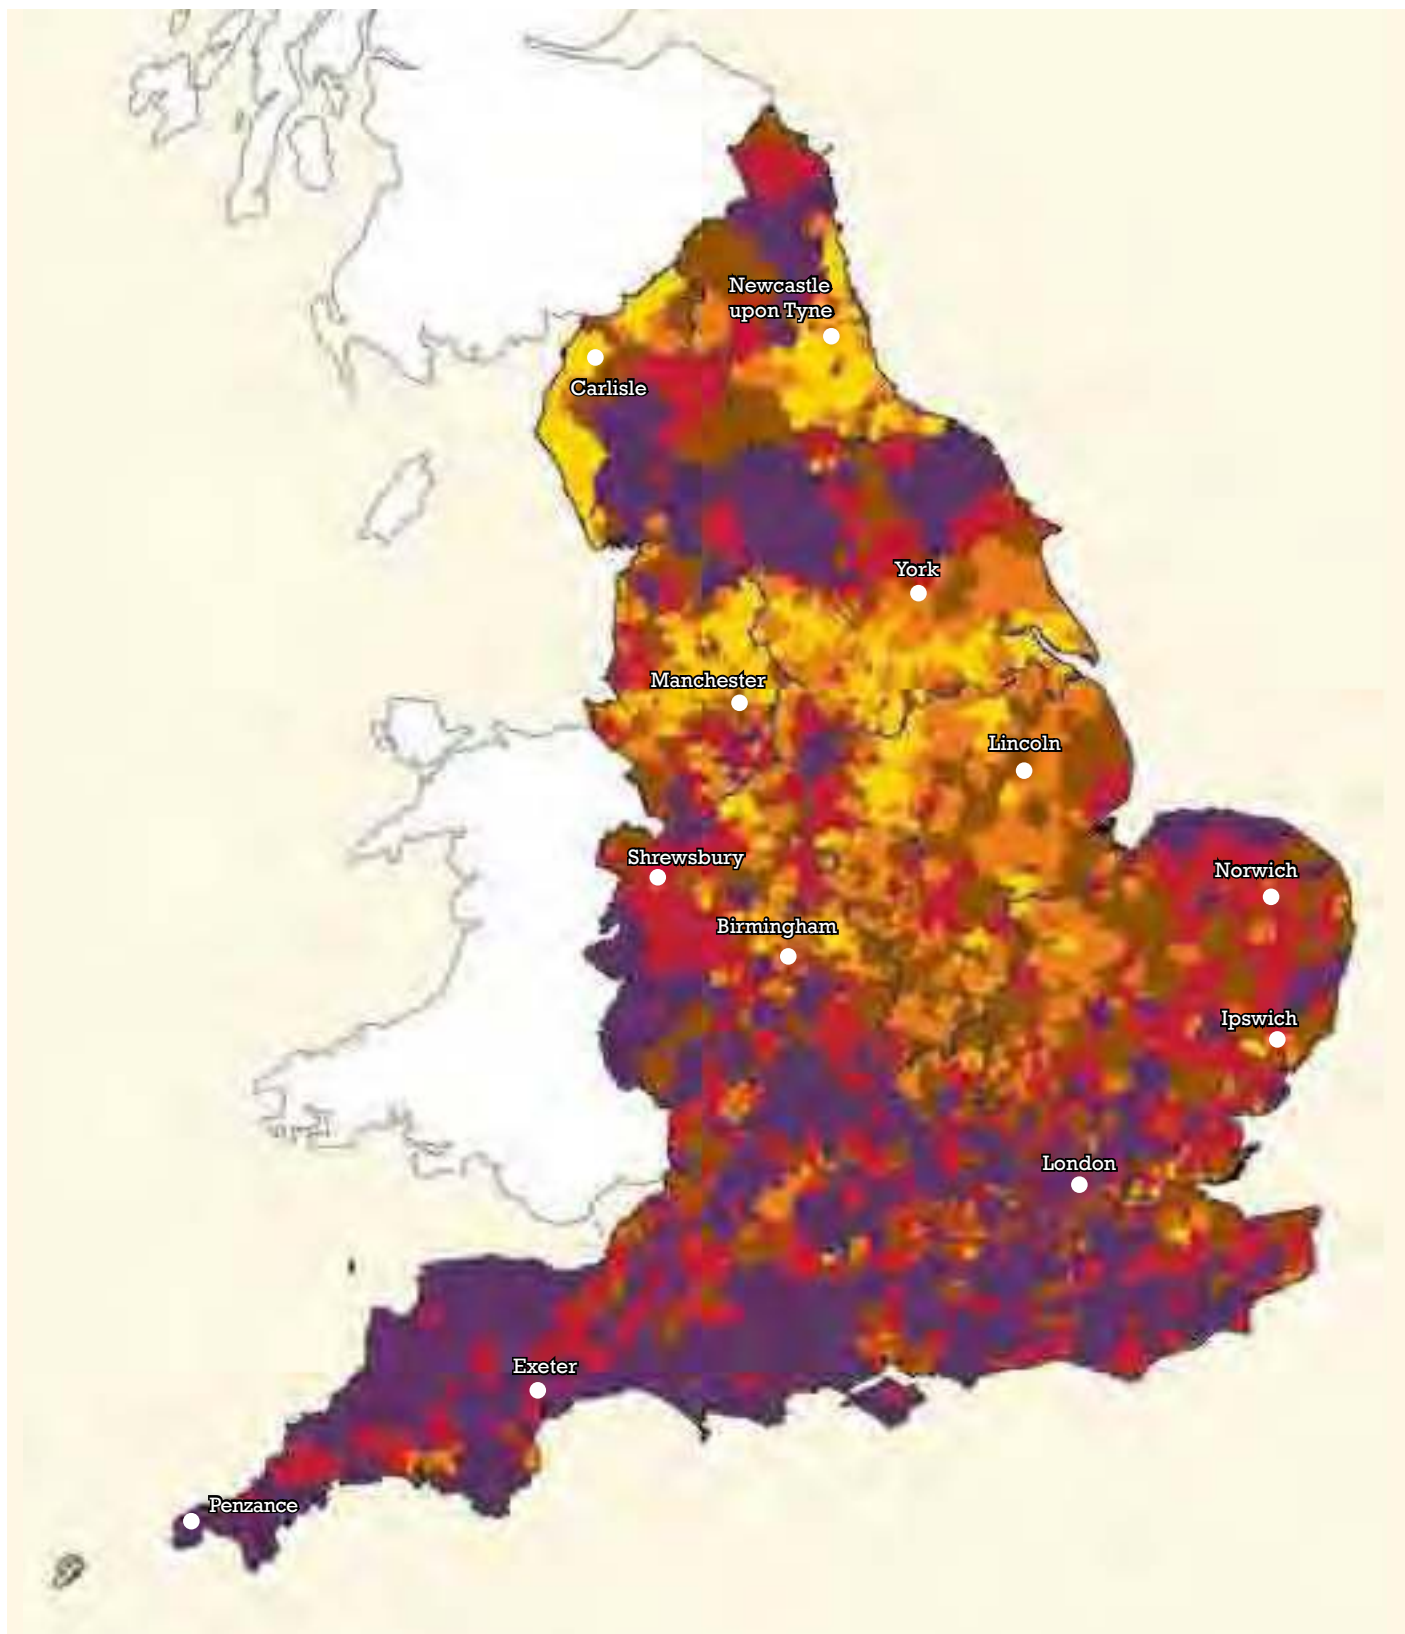 Newcastle
upon Tyne
Carlisle
York
Manchester
Lincoln
Shrewsbury
Norwich
Birmingham
Ipswich
London
Exeter
Penzance